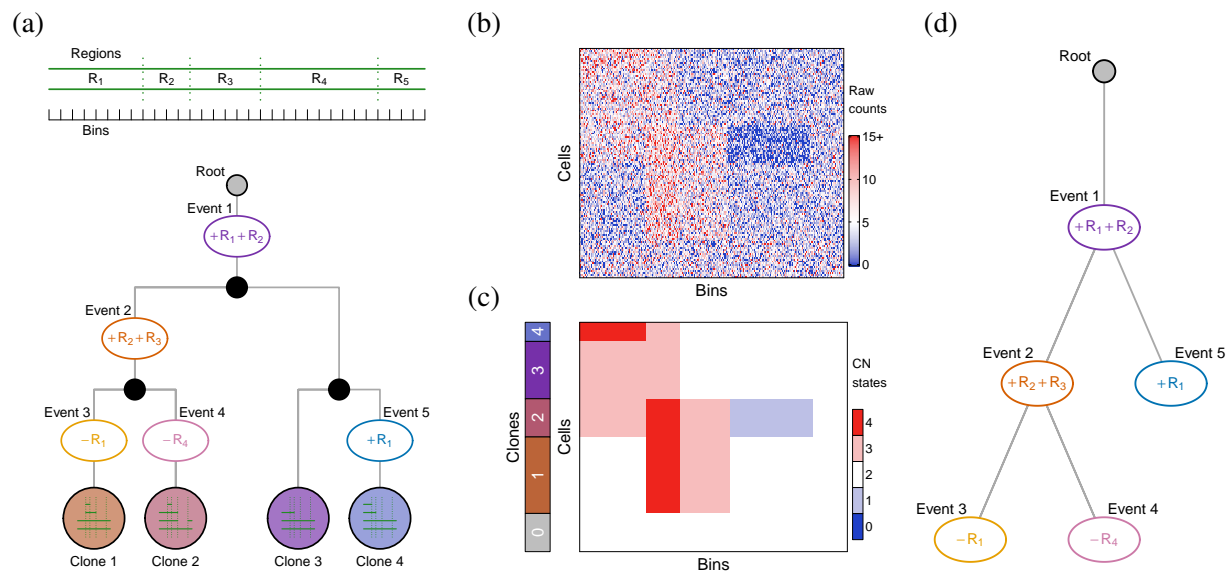 (a)
Regions
R1 R2 R3 R4 R5
Bins
Root
Event 1
+R1+R2
Event 2
+R2+R3
Event 3
Event 4
Event 5
−R1
−R4
+R1
Clone 1
Clone 2
Clone 3
Clone 4
(b)
Cells
Bins
Raw
counts
15+
10
5
0
(c)
Clones
4
3
2
1
0
Cells
Bins
CN
states
4
3
2
1
0
(d)
Root
Event 1
+R1+R2
Event 2
+R2+R3
Event 5
+R1
Event 3
−R1
Event 4
−R4